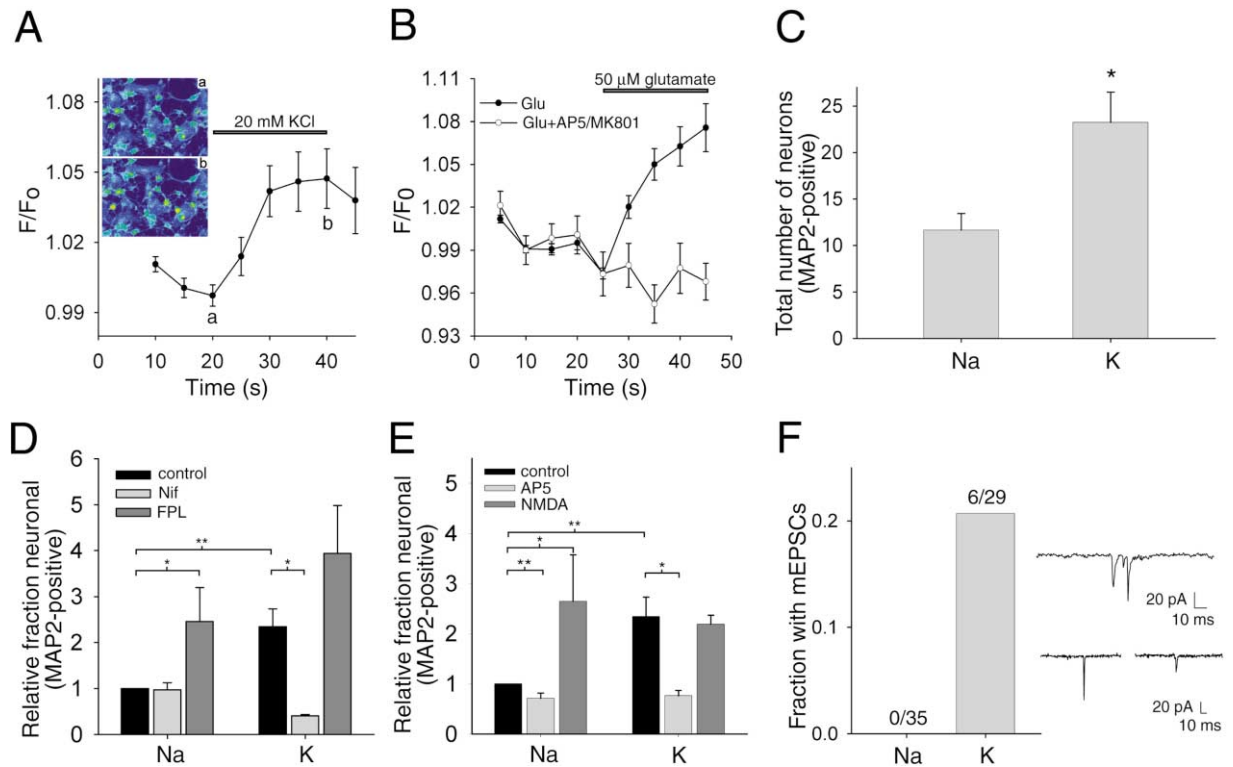 A
1.08
1.05
1.02
0.99
F/Fo
a
b
20 mM KCl
a
b
0 10 20 30 40
Time (s)
B
1.11
1.08
1.05
1.02
0.99
0.96
0.93
F/F0
50 µM glutamate
Glu
Glu+AP5/MK801
0 10 20 30 40 50
Time (s)
C
Total number of neurons
(MAP2-positive)
25
20
15
10
5
0
*
Na K
D
Relative fraction neuronal
(MAP2-positive)
6
5
4
3
2
1
0
control
Nif
FPL
**
* *
Na K
E
Relative fraction neuronal
(MAP2-positive)
5
4
3
2
1
0
control
AP5
NMDA
**
*
** *
Na K
F
Fraction with mEPSCs
0.2
0.1
0.0
6/29
0/35
Na K
20 pA
10 ms
20 pA
10 ms